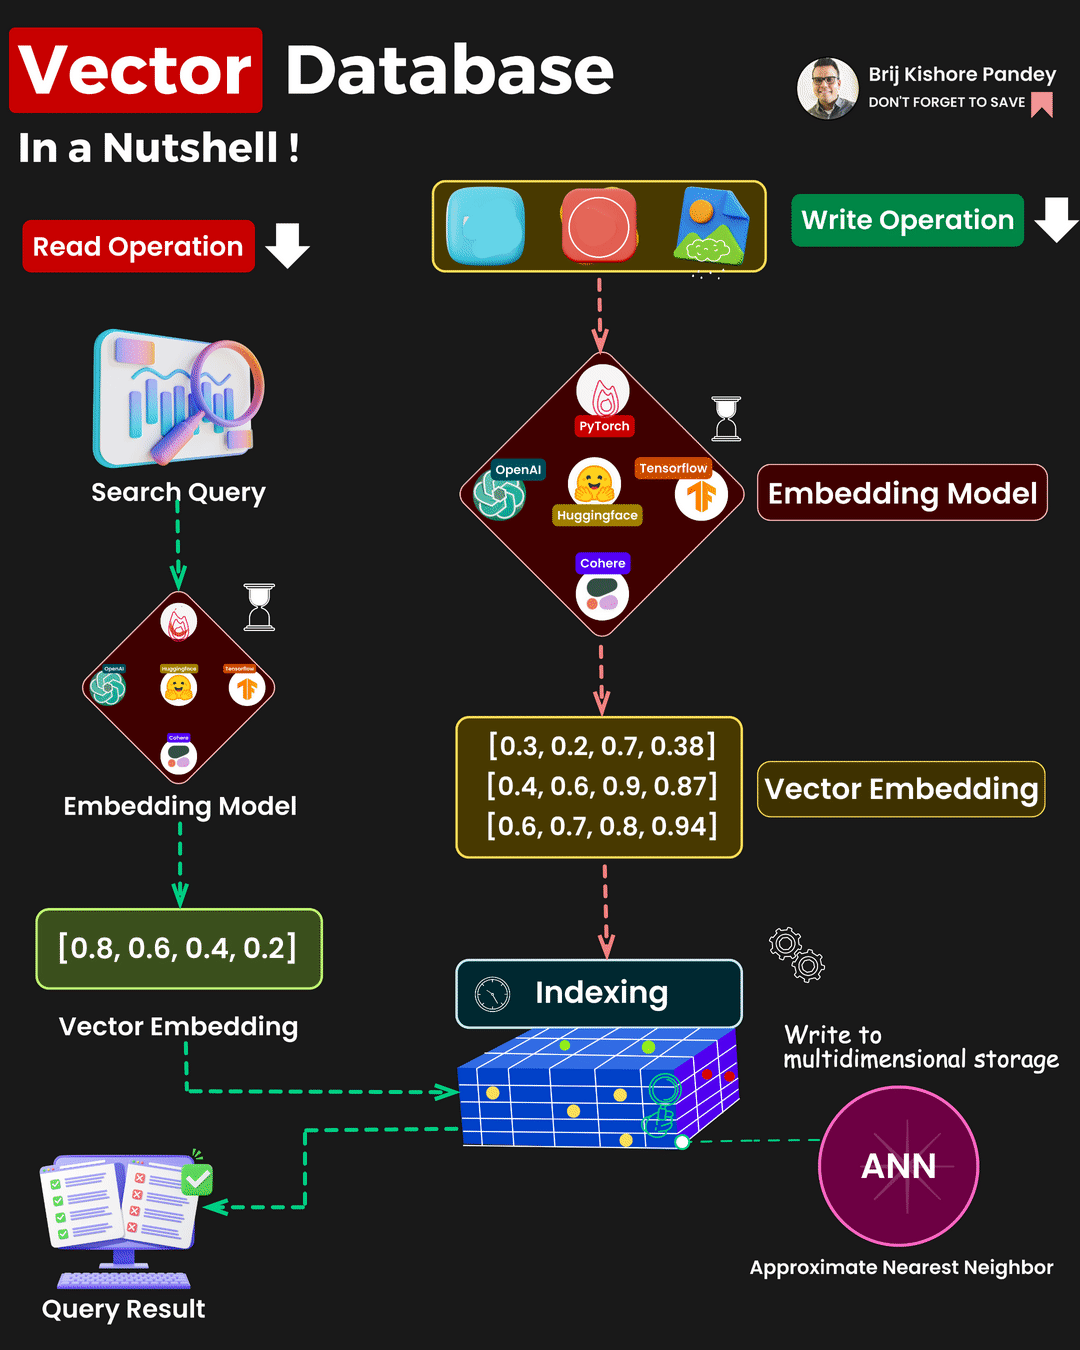 Vector Database
In a Nutshell !
Brij Kishore Pandey
DON'T FORGET TO SAVE
Read Operation
Write Operation
Search Query
PyTorch
OpenAI
Tensorflow
Huggingface
Cohere
Embedding Model
OpenAI
Huggingface
Tensorflow
Cohere
Embedding Model
[0.3, 0.2, 0.7, 0.38]
[0.4, 0.6, 0.9, 0.87]
[0.6, 0.7, 0.8, 0.94]
Vector Embedding
[0.8, 0.6, 0.4, 0.2]
Vector Embedding
Indexing
Write to
multidimensional storage
ANN
Approximate Nearest Neighbor
Query Result